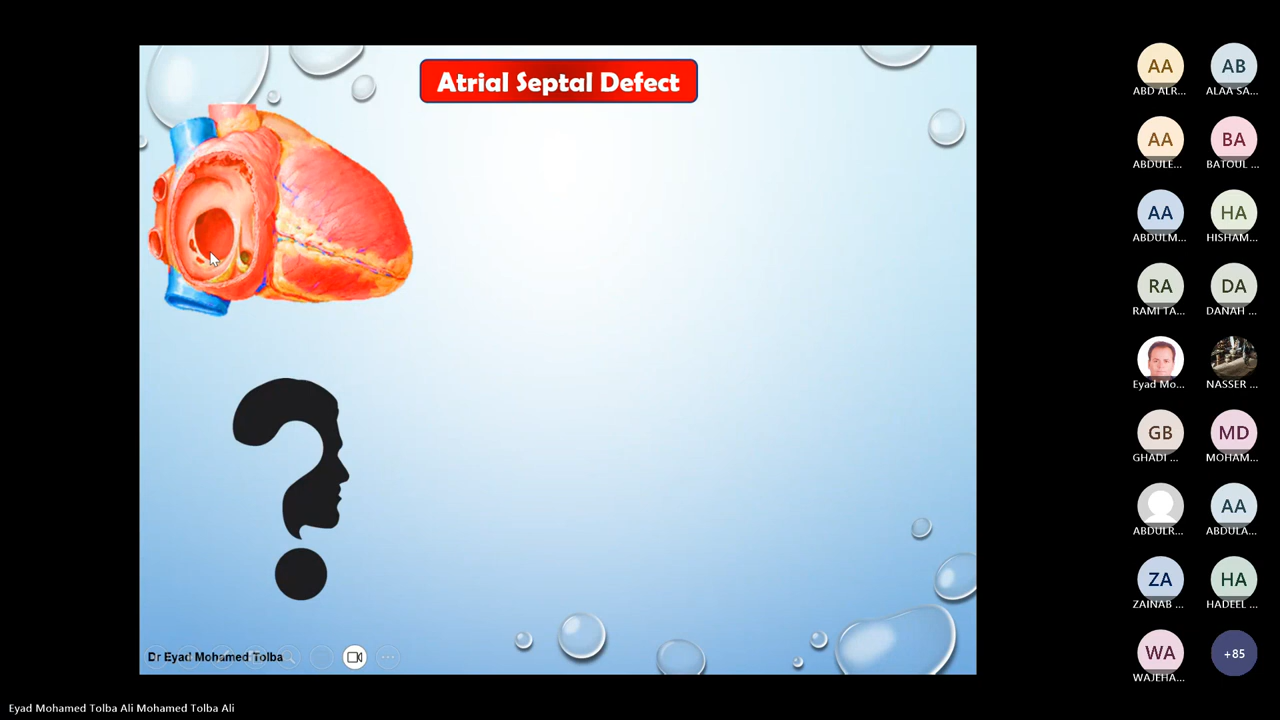 Atrial Septal Defect
AA
AB
ABD ALR...
ALAA SA...
AA
BA
ABDULE...
BATOUL ...
AA
HA
ABDULM...
HISHAM...
RA
DA
RAMI TA...
DANAH ...
Eyad Mo...
NASSER ...
GB
MD
GHADI ...
MOHAM...
AA
ABDULR...
ABDULA...
ZA
HA
ZAINAB ...
HADEEL ...
WA
+85
WAJEHA...
Dr Eyad Mohamed Tolba
Eyad Mohamed Tolba Ali Mohamed Tolba Ali